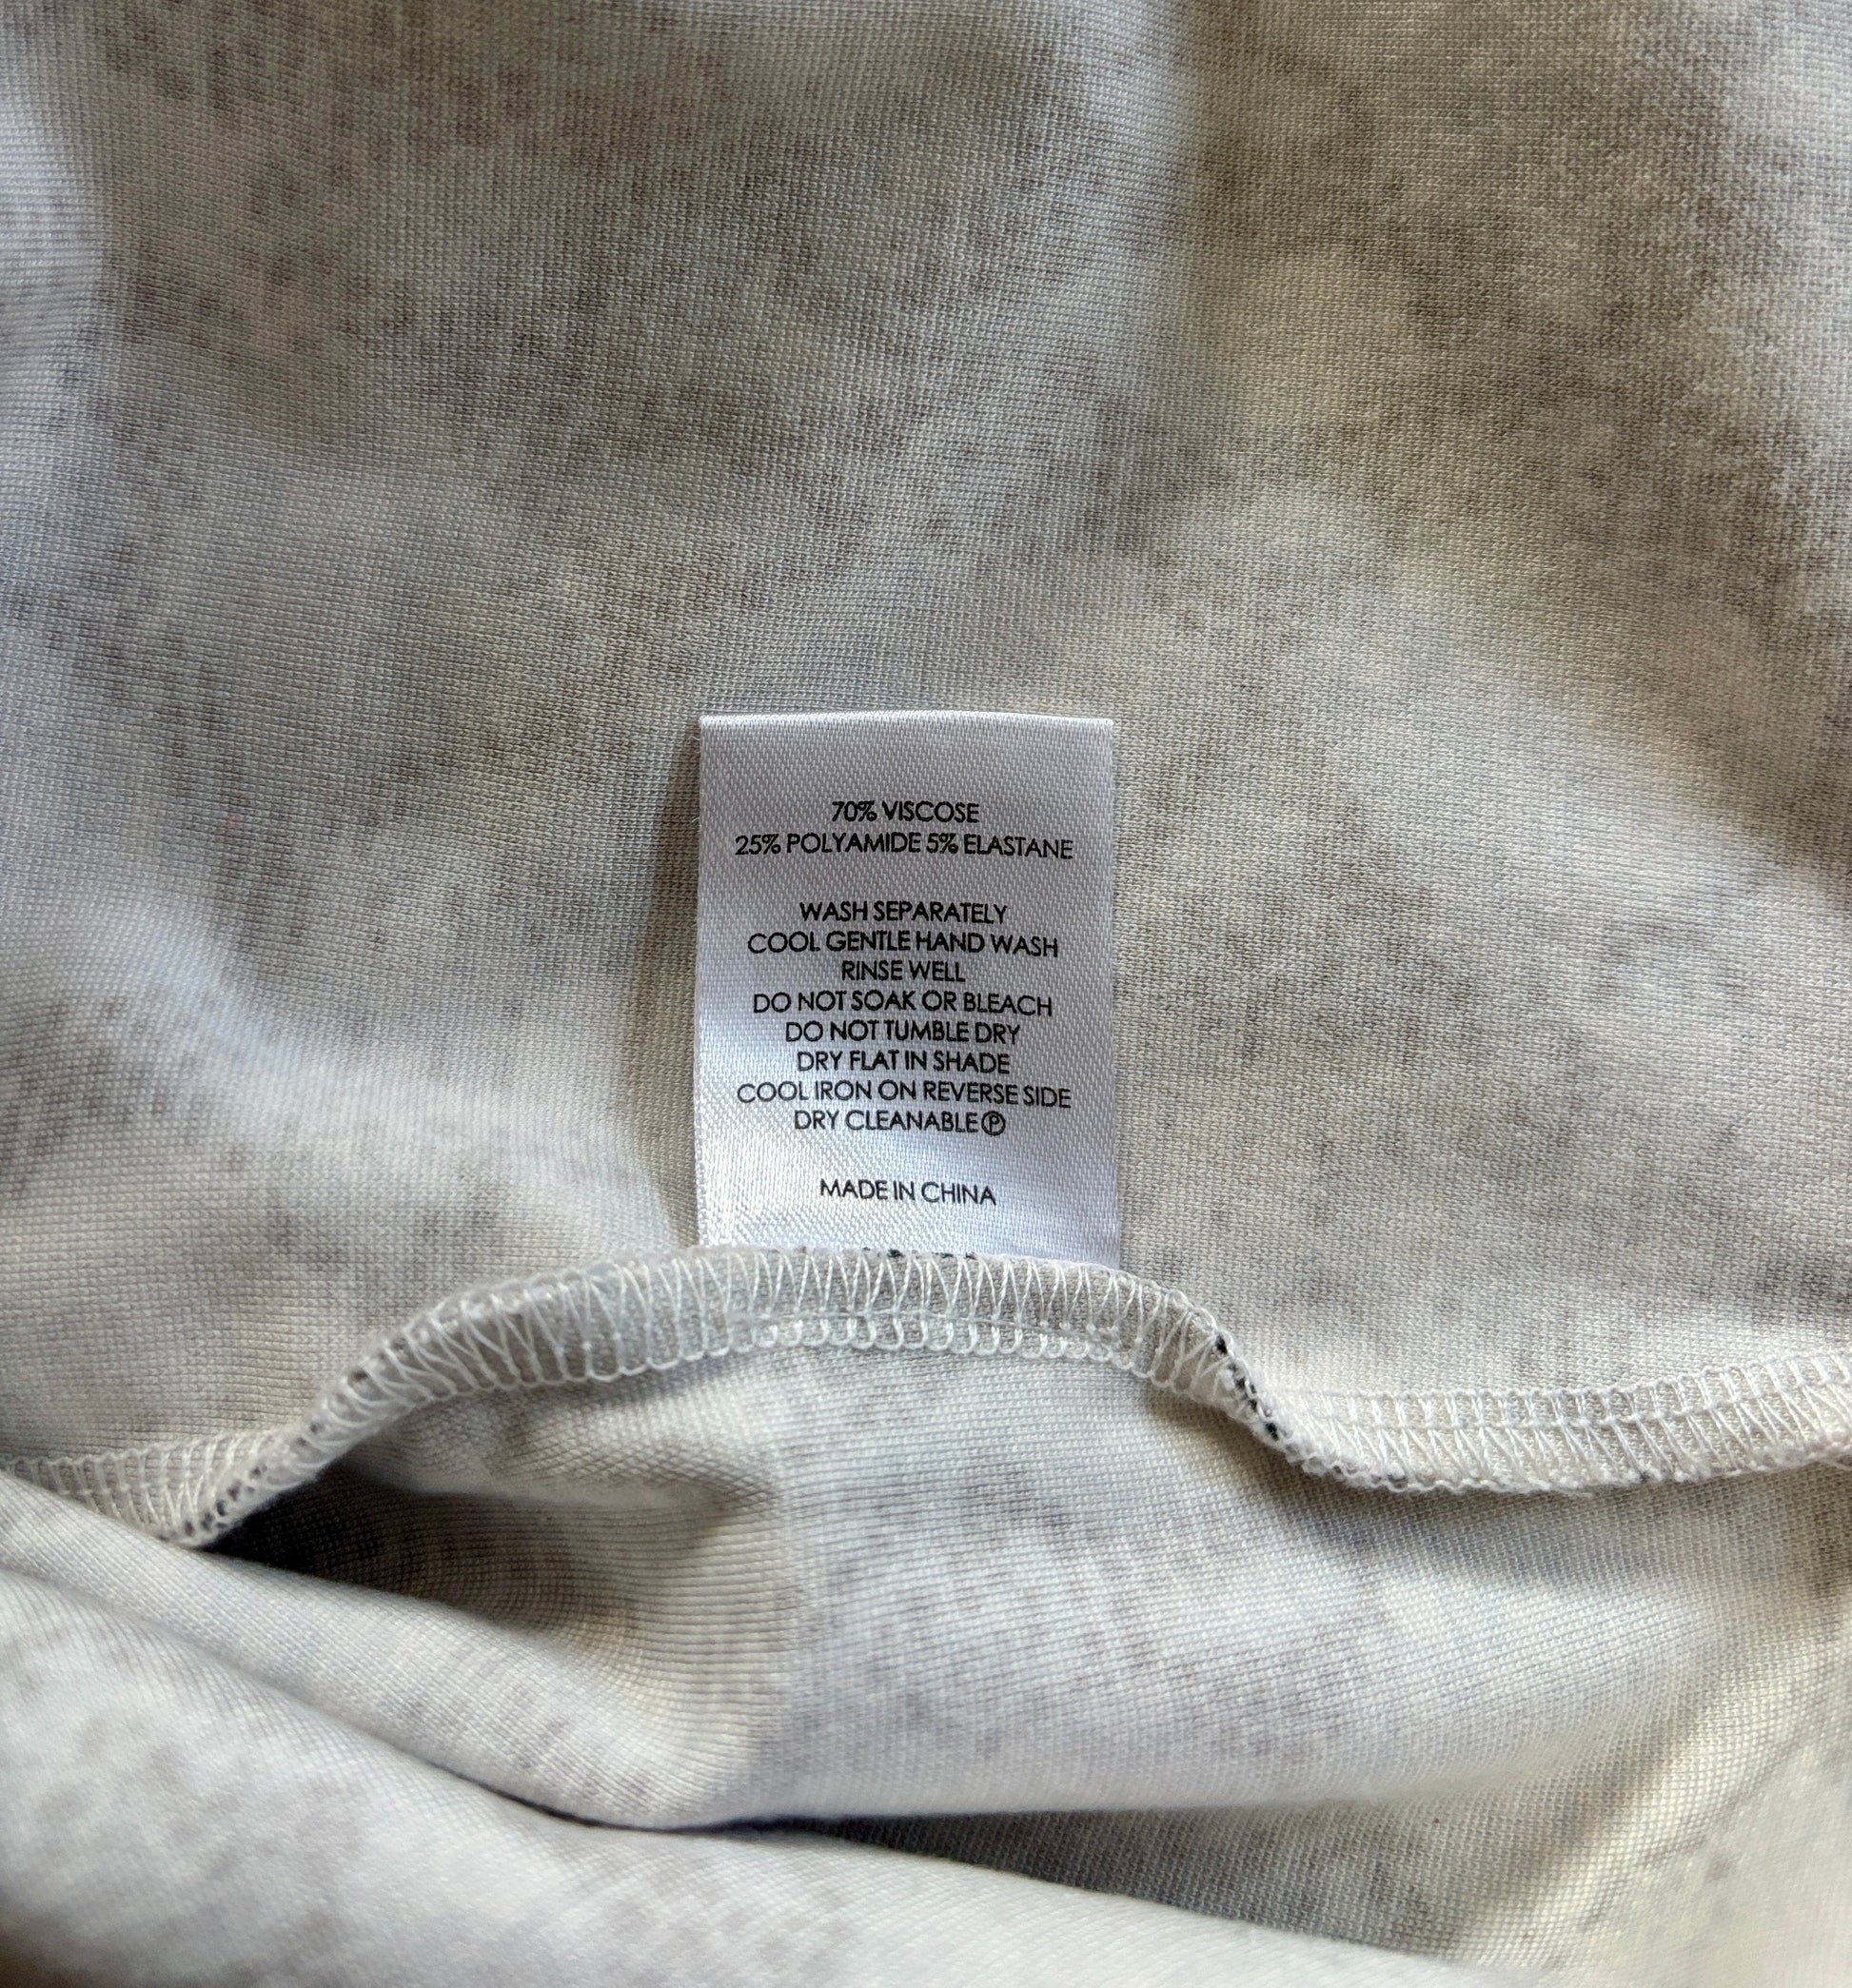 70% VISCOSE
25% POLYAMIDE 5% ELASTANE
WASH SEPARATELY
COOL GENTLE HAND WASH
RINSE WELL
DO NOT SOAK OR BLEACH
DO NOT TUMBLE DRY
DRY FLAT IN SHADE
COOL IRON ON REVERSE SIDE
DRY CLEANABLE Ⓟ
MADE IN CHINA